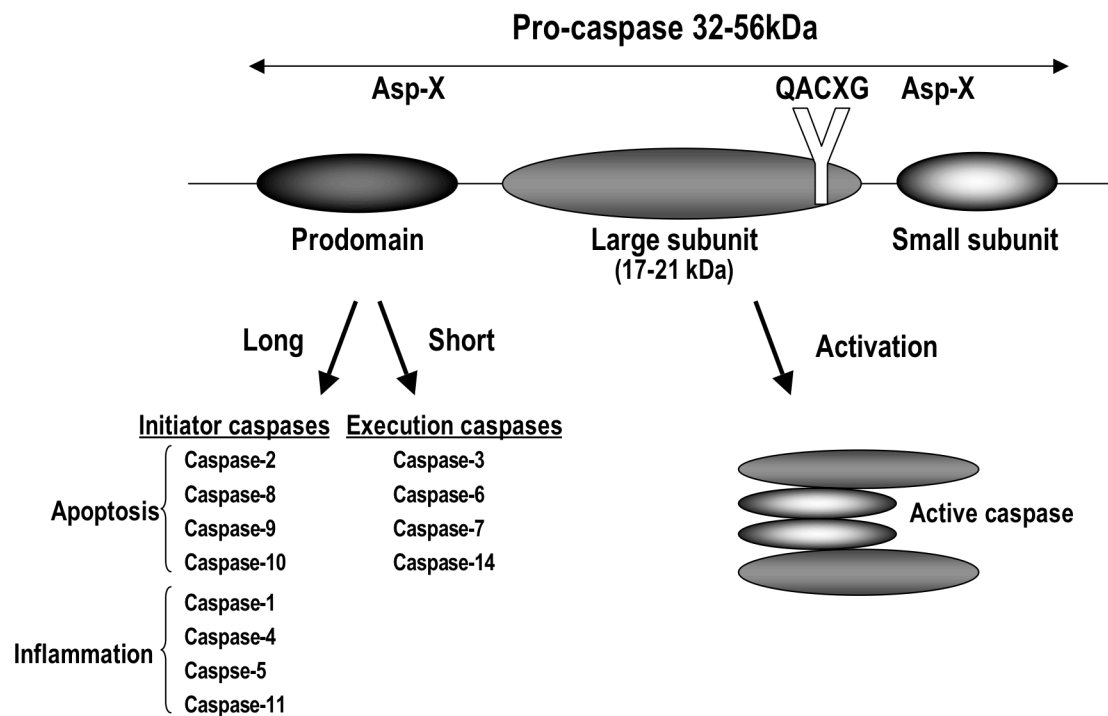 Pro-caspase 32-56kDa
Asp-X QACXG Asp-X
Prodomain Large subunit Small subunit
(17-21 kDa)
Long Short Activation
Initiator caspases Execution caspases
Caspase-2 Caspase-3
Caspase-8 Caspase-6
Apoptosis Active caspase
Caspase-9 Caspase-7
Caspase-10 Caspase-14
Caspase-1
Caspase-4
Inflammation
Caspse-5
Caspase-11